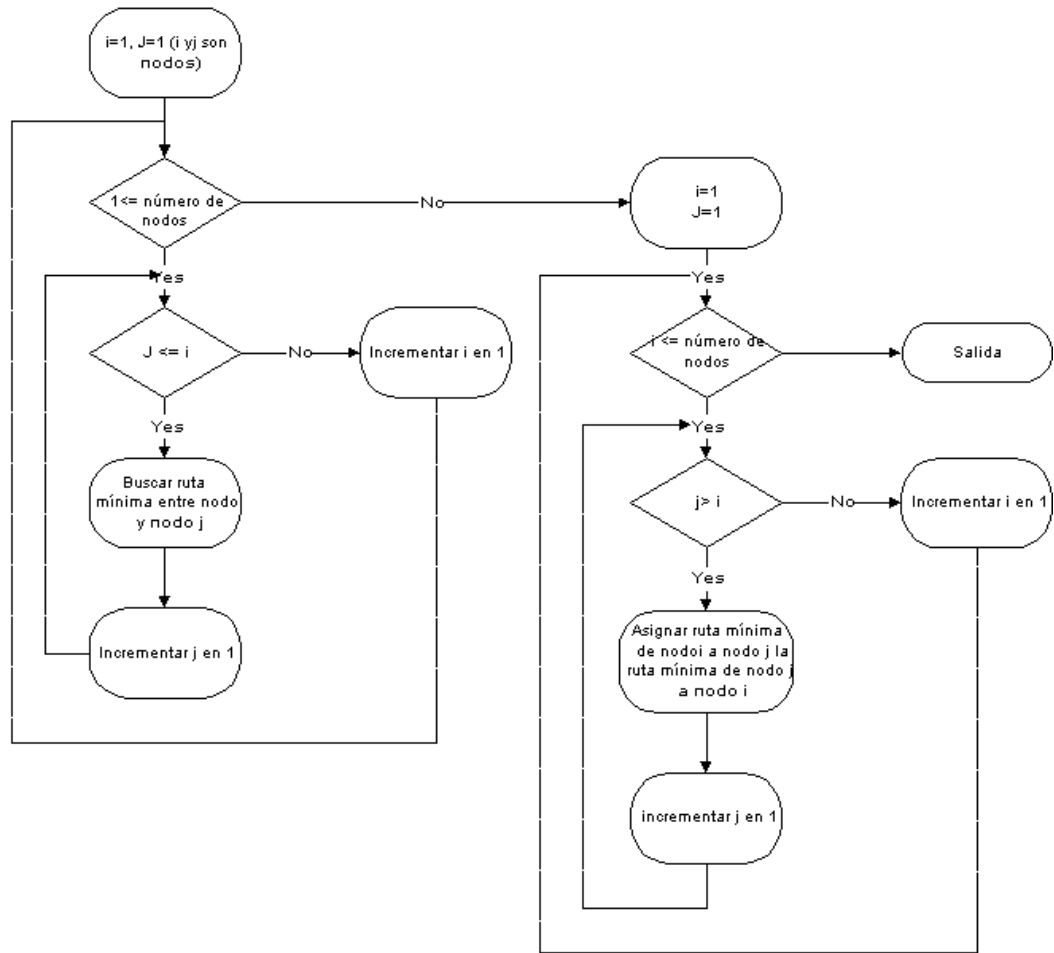 i=1, J=1 (i yj son
nodos)
1<= número de
nodos
No
i=1
J=1
Yes
Yes
J <= i
No
Incrementar i en 1
i <= número de
nodos
Salida
Yes
Yes
Buscar ruta
mínima entre nodo
y nodo j
j> i
No
Incrementar i en 1
Yes
Incrementar j en 1
Asignar ruta mínima
de nodoi a nodo j la
ruta mínima de nodo j
a nodo i
incrementar j en 1